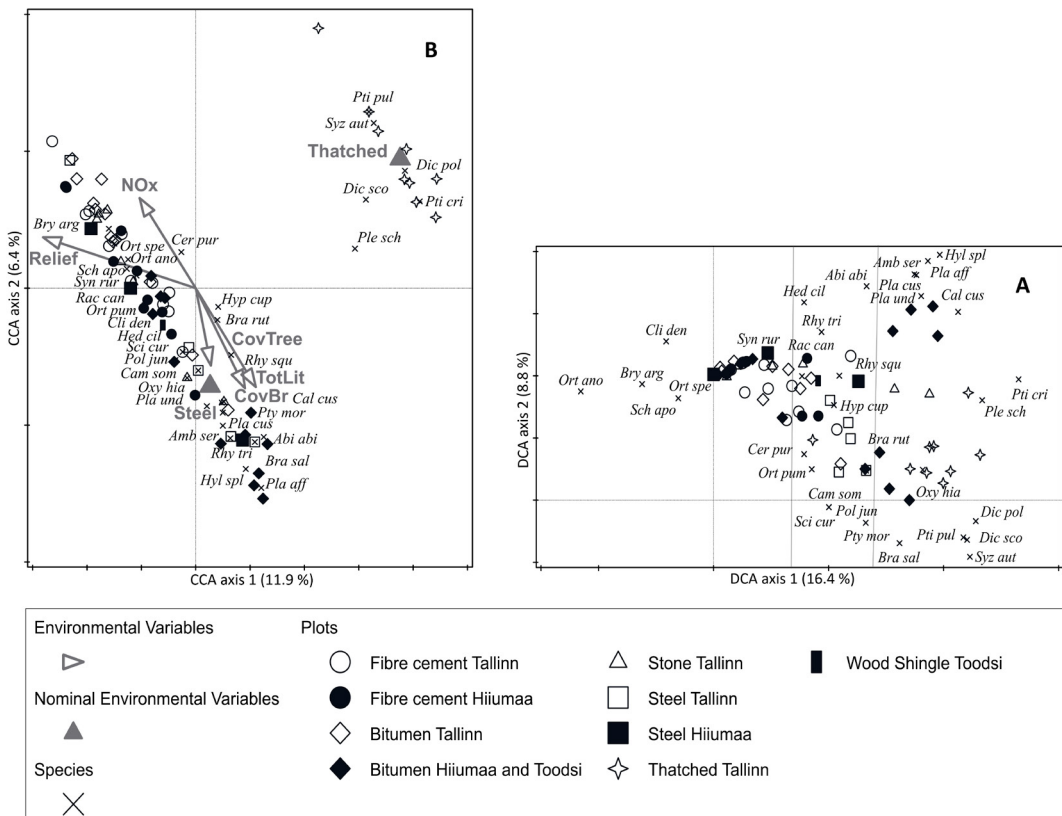 B
Pti pul
Syz aut
Thatched
Dic pol
Dic sco
Pti cri
Ple sch
NOx
Bry arg
Cer pur
Ort spe
Relief
Ort ano
Sch apo
Syn rur
Rac can
Hyp cup
Ort pum
Bra rut
Cli den
CovTree
Hed cil
Sci cur
Rhy squ
Pol jun
Cam som
TotLit
Oxy hia
CovBr
Pla und
Cal cus
Steel
Pty mor
Pla cus
Amb ser
Abi abi
Rhy tri
Bra sal
Hyl spl
Pla aff
CCA axis 2 (6.4 %)
CCA axis 1 (11.9 %)
A
Hyl spl
Amb ser
Pla aff
Abi abi
Pla cus
Hed cil
Pla und
Cal cus
Rhy tri
Cli den
Syn rur
Rac can
Rhy squ
Bry arg
Ort ano
Ort spe
Pti cri
Sch apo
Ple sch
Hyp cup
Bra rut
Cer pur
Ort pum
Oxy hia
Cam som
Pol jun
Dic pol
Sci cur
Pty mor
Pti pul
Dic sco
Bra sal
Syz aut
DCA axis 2 (8.8 %)
DCA axis 1 (16.4 %)
Environmental Variables
Nominal Environmental Variables
Species
Plots
Fibre cement Tallinn
Fibre cement Hiiumaa
Bitumen Tallinn
Bitumen Hiiumaa and Toodsi
Stone Tallinn
Steel Tallinn
Steel Hiiumaa
Thatched Tallinn
Wood Shingle Toodsi